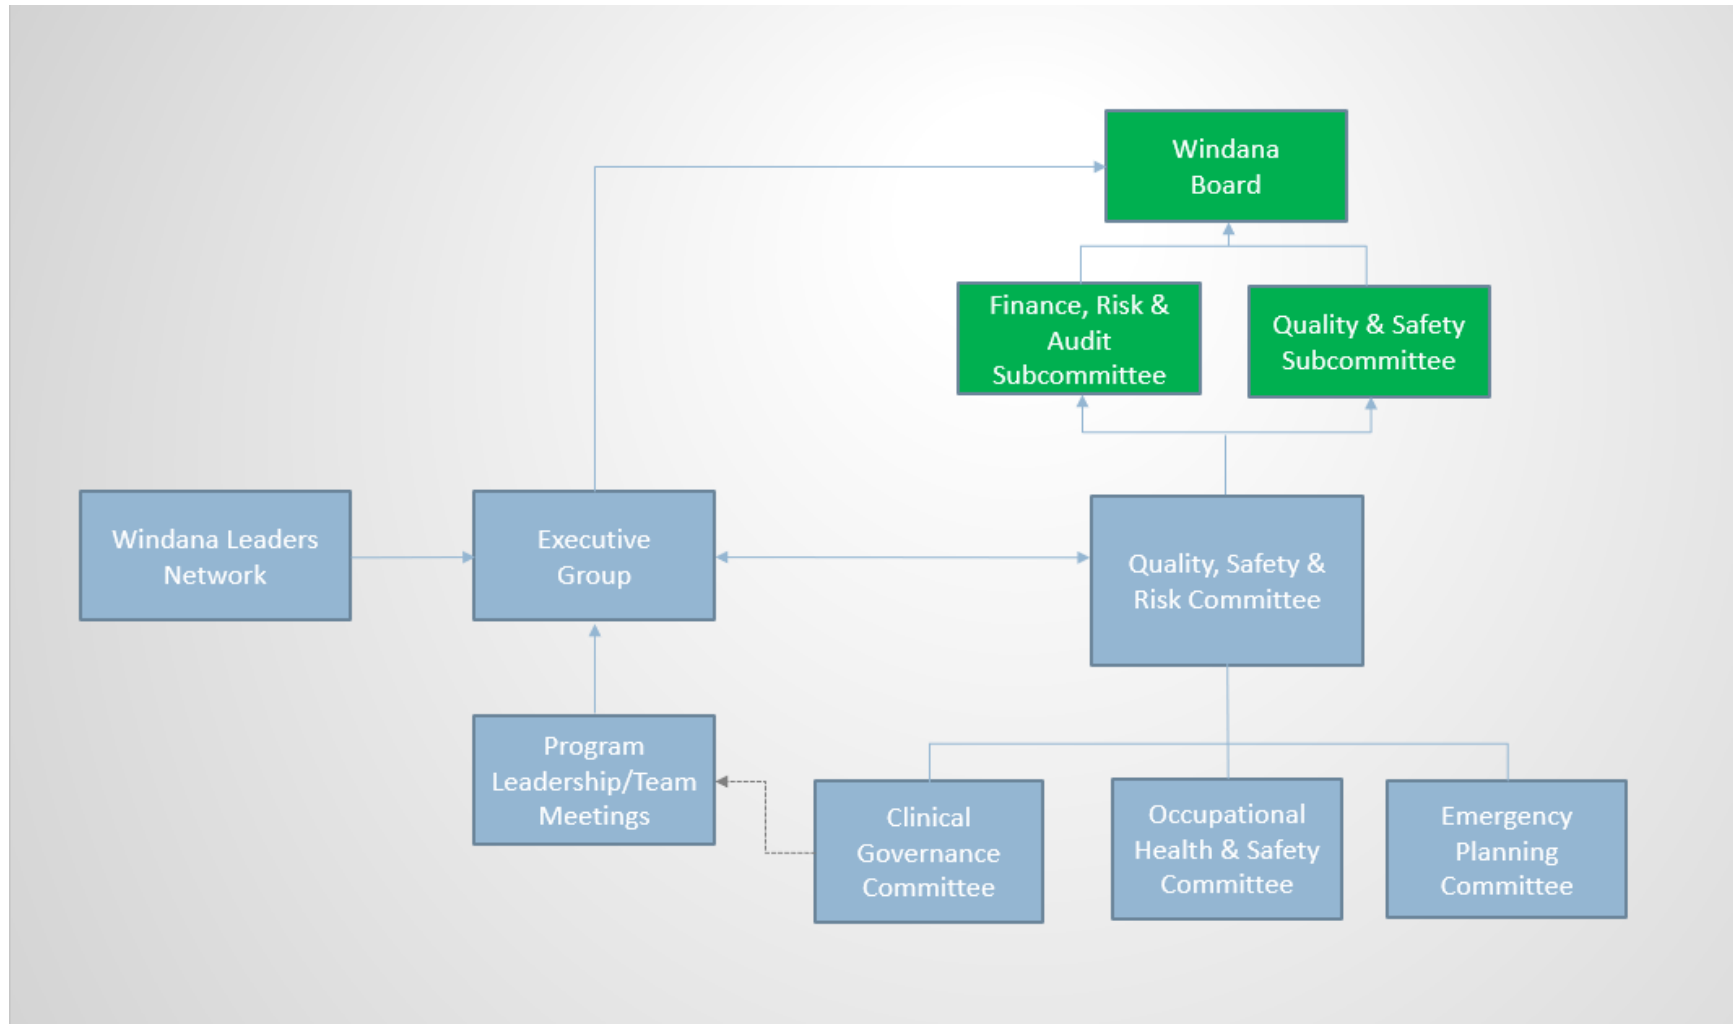 Windana
Board
Finance, Risk &
Audit
Subcommittee
Quality & Safety
Subcommittee
Windana Leaders
Network
Executive
Group
Quality, Safety &
Risk Committee
Program
Leadership/Team
Meetings
Clinical
Governance
Committee
Occupational
Health & Safety
Committee
Emergency
Planning
Committee